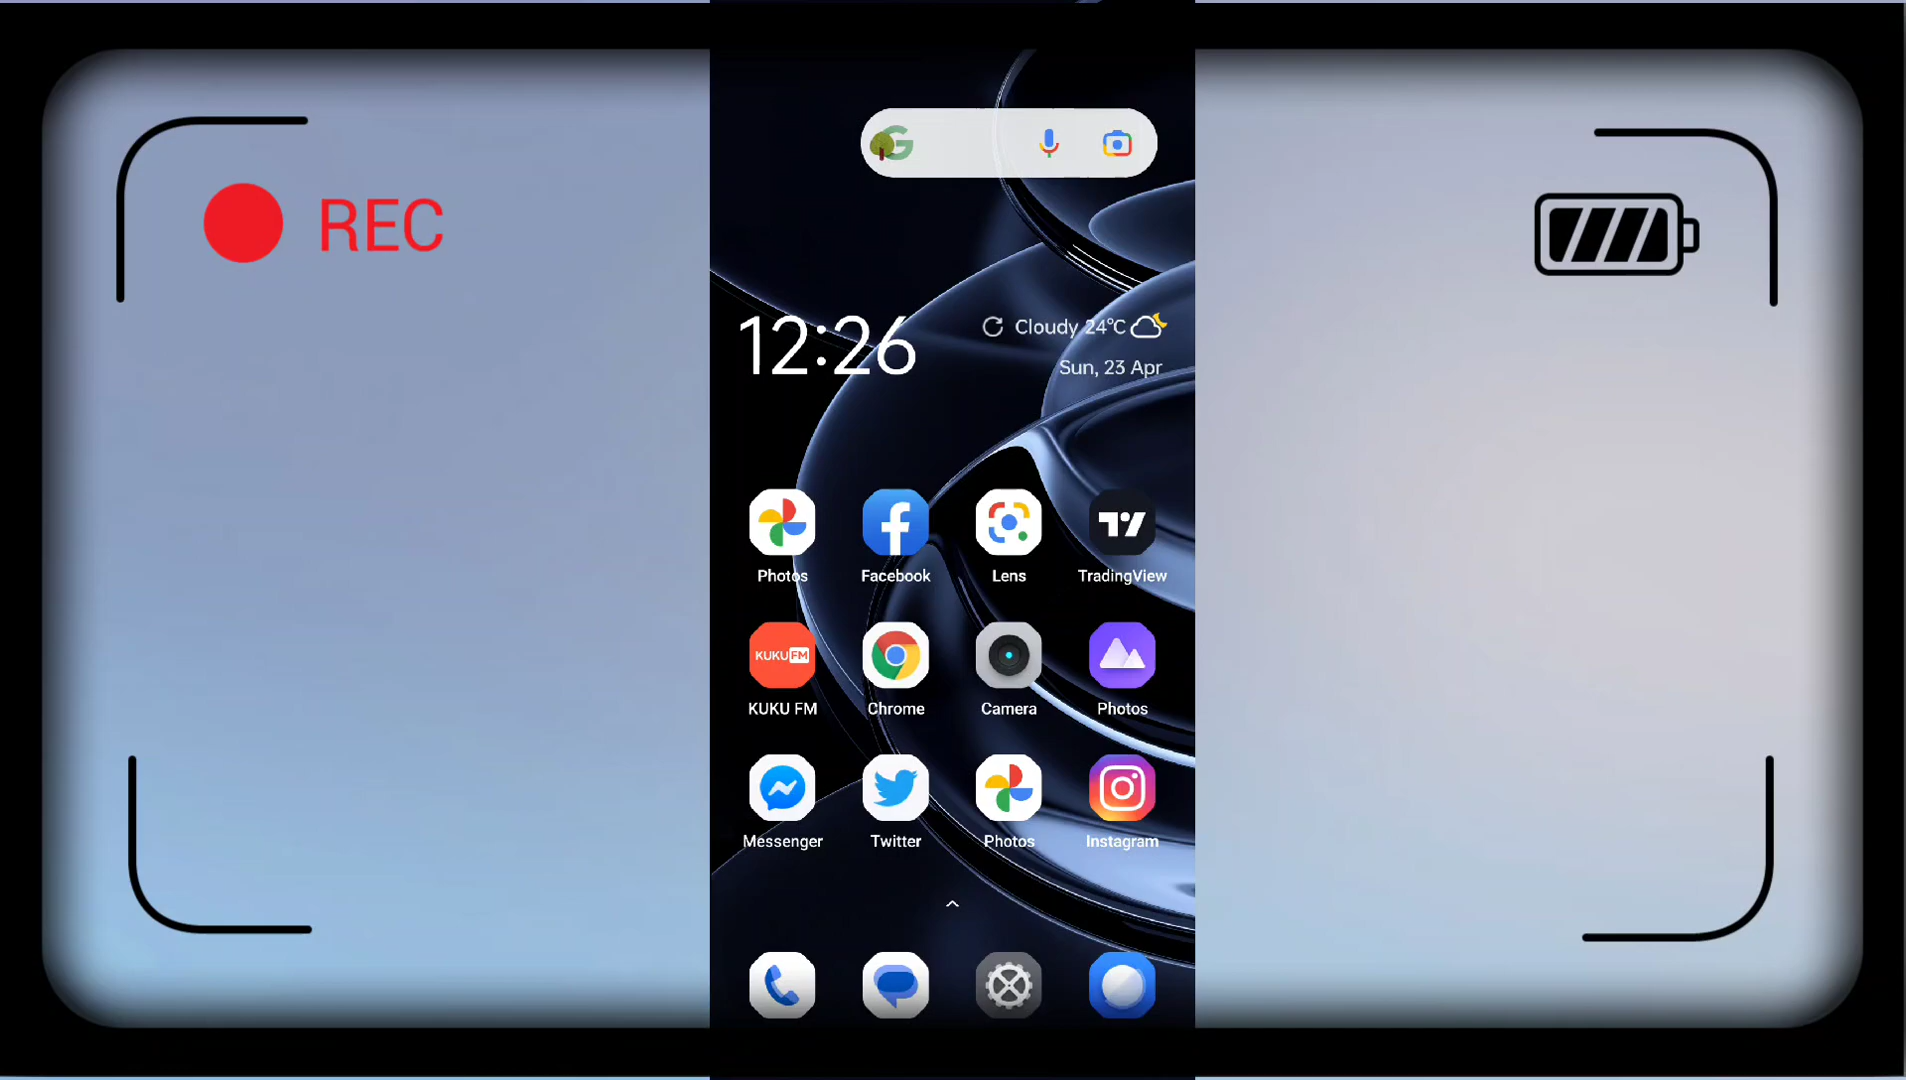 REC
G
12:26
Cloudy 24°C
Sun, 23 Apr
Photos
Facebook
Lens
TradingView
KUKU FM
KUKU FM
Chrome
Camera
Photos
Messenger
Twitter
Photos
Instagram